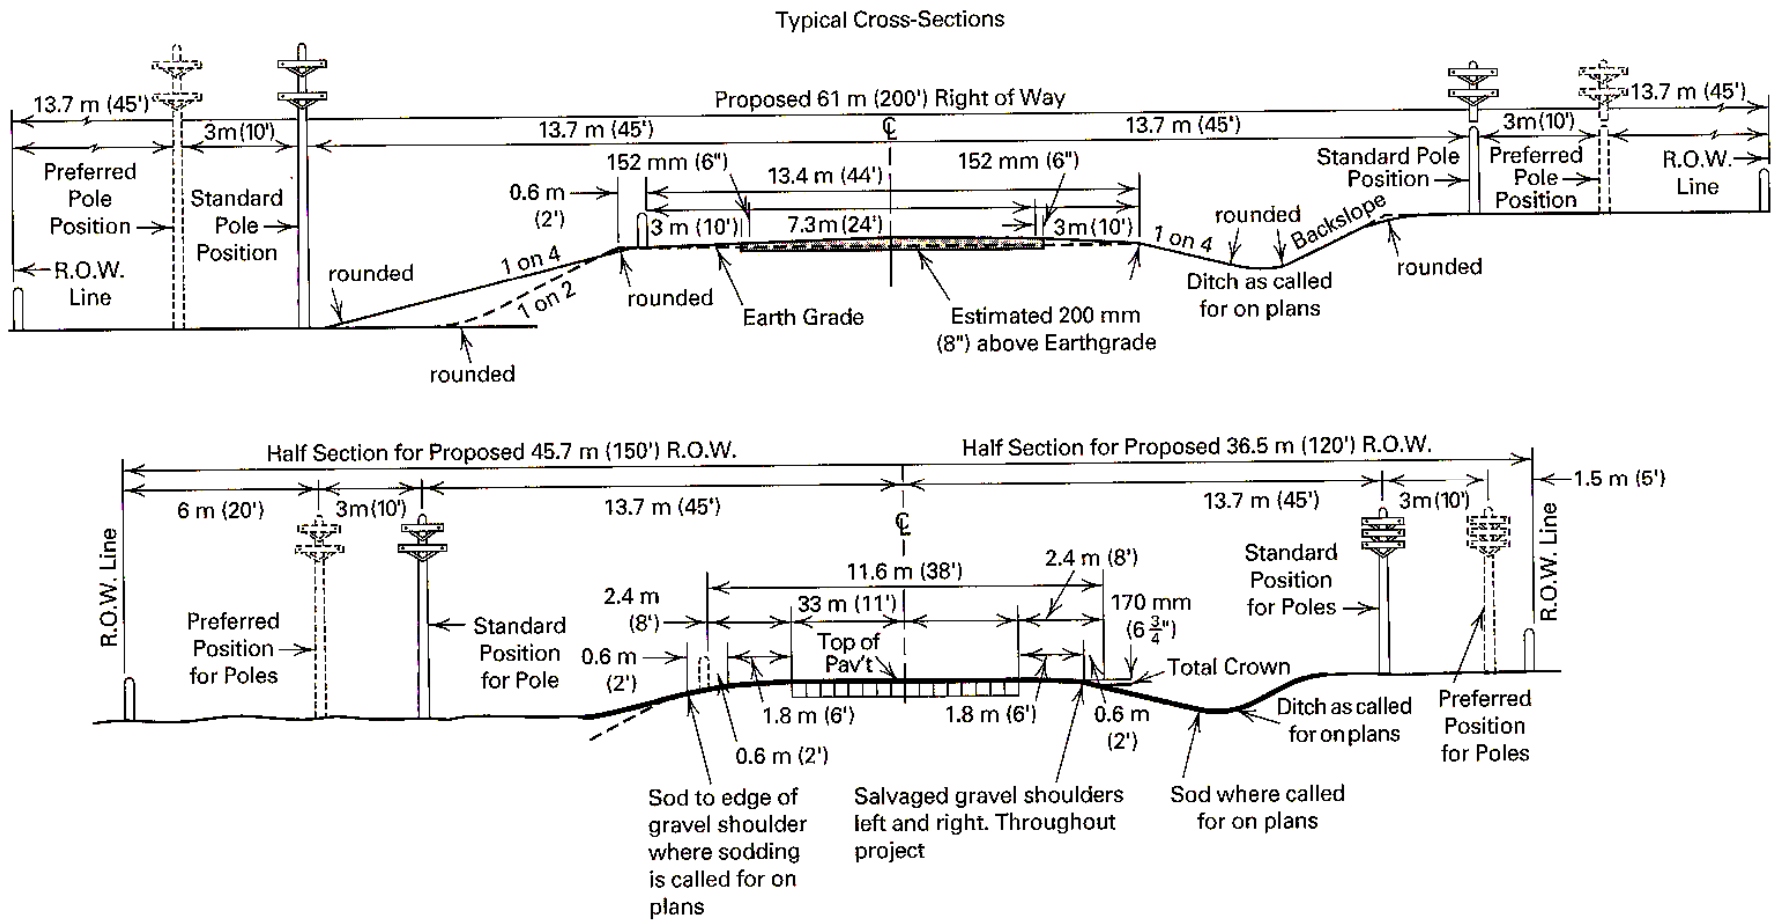 Typical Cross-Sections
13.7 m (45')
Proposed 61 m (200') Right of Way
13.7 m (45')
3m(10')
13.7 m (45')
℄
13.7 m (45')
3m(10')
Preferred
Pole
Position
Standard
Pole
Position
0.6 m
(2')
152 mm (6")
13.4 m (44')
152 mm (6")
3 m (10')
7.3m(24')
3m(10')
Standard Pole
Position
Preferred
Pole
Position
R.O.W.
Line
R.O.W.
Line
rounded
1 on 4
1 on 2
rounded
rounded
Earth Grade
Estimated 200 mm
(8") above Earthgrade
1 on 4
rounded
Backslope
rounded
Ditch as called
for on plans
Half Section for Proposed 45.7 m (150') R.O.W.
Half Section for Proposed 36.5 m (120') R.O.W.
6 m (20')
3m(10')
13.7 m (45')
℄
13.7 m (45')
3m(10')
1.5 m (5')
R.O.W. Line
Preferred
Position
for Poles
Standard
Position
for Pole
2.4 m
(8')
0.6 m
(2')
11.6 m (38')
33 m (11')
Top of
Pav't
2.4 m (8')
170 mm
(6 3/4")
Total Crown
Standard
Position
for Poles
R.O.W. Line
1.8 m (6')
0.6 m (2')
1.8 m (6')
0.6 m
(2')
Ditch as called
for on plans
Preferred
Position
for Poles
Sod to edge of
gravel shoulder
where sodding
is called for on
plans
Salvaged gravel shoulders
left and right. Throughout
project
Sod where called
for on plans